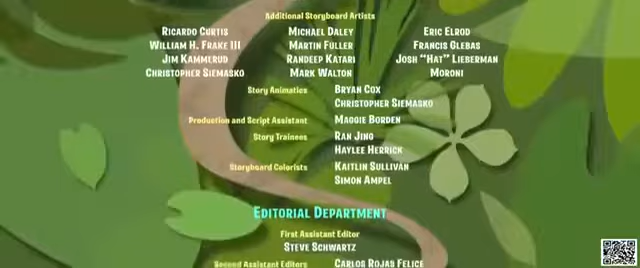 Additional Storyboard Artists
Ricardo Curtis Michael Daley Eric Elrod
William H. Frake III Martin Fuller Francis Glebas
Jim Kammerud Randeep Katari Josh "Hat" Lieberman
Christopher Siemasko Mark Walton Moroni
Story Animatics Bryan Cox
Christopher Siemasko
Production and Script Assistant Maggie Borden
Story Trainees Ran Jing
Haylee Herrick
Storyboard Colorists Kaitlin Sullivan
Simon Ampel
Editorial Department
First Assistant Editor
Steve Schwartz
Second Assistant Editors Carlos Rojas Felice